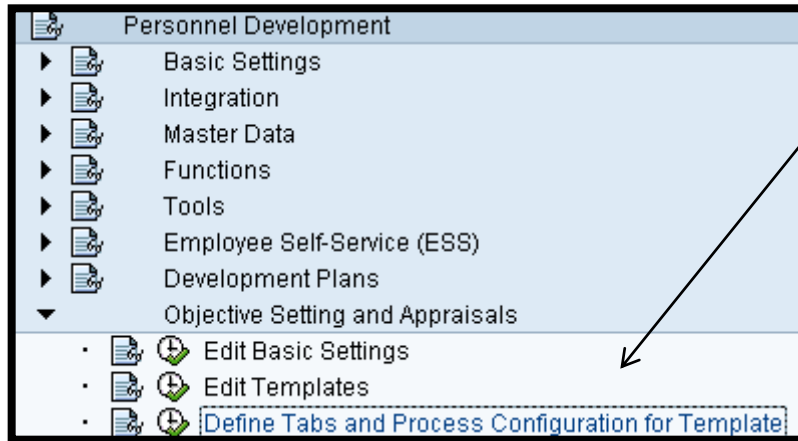 Personnel Development
Basic Settings
Integration
Master Data
Functions
Tools
Employee Self-Service (ESS)
Development Plans
Objective Setting and Appraisals
Edit Basic Settings
Edit Templates
Define Tabs and Process Configuration for Template